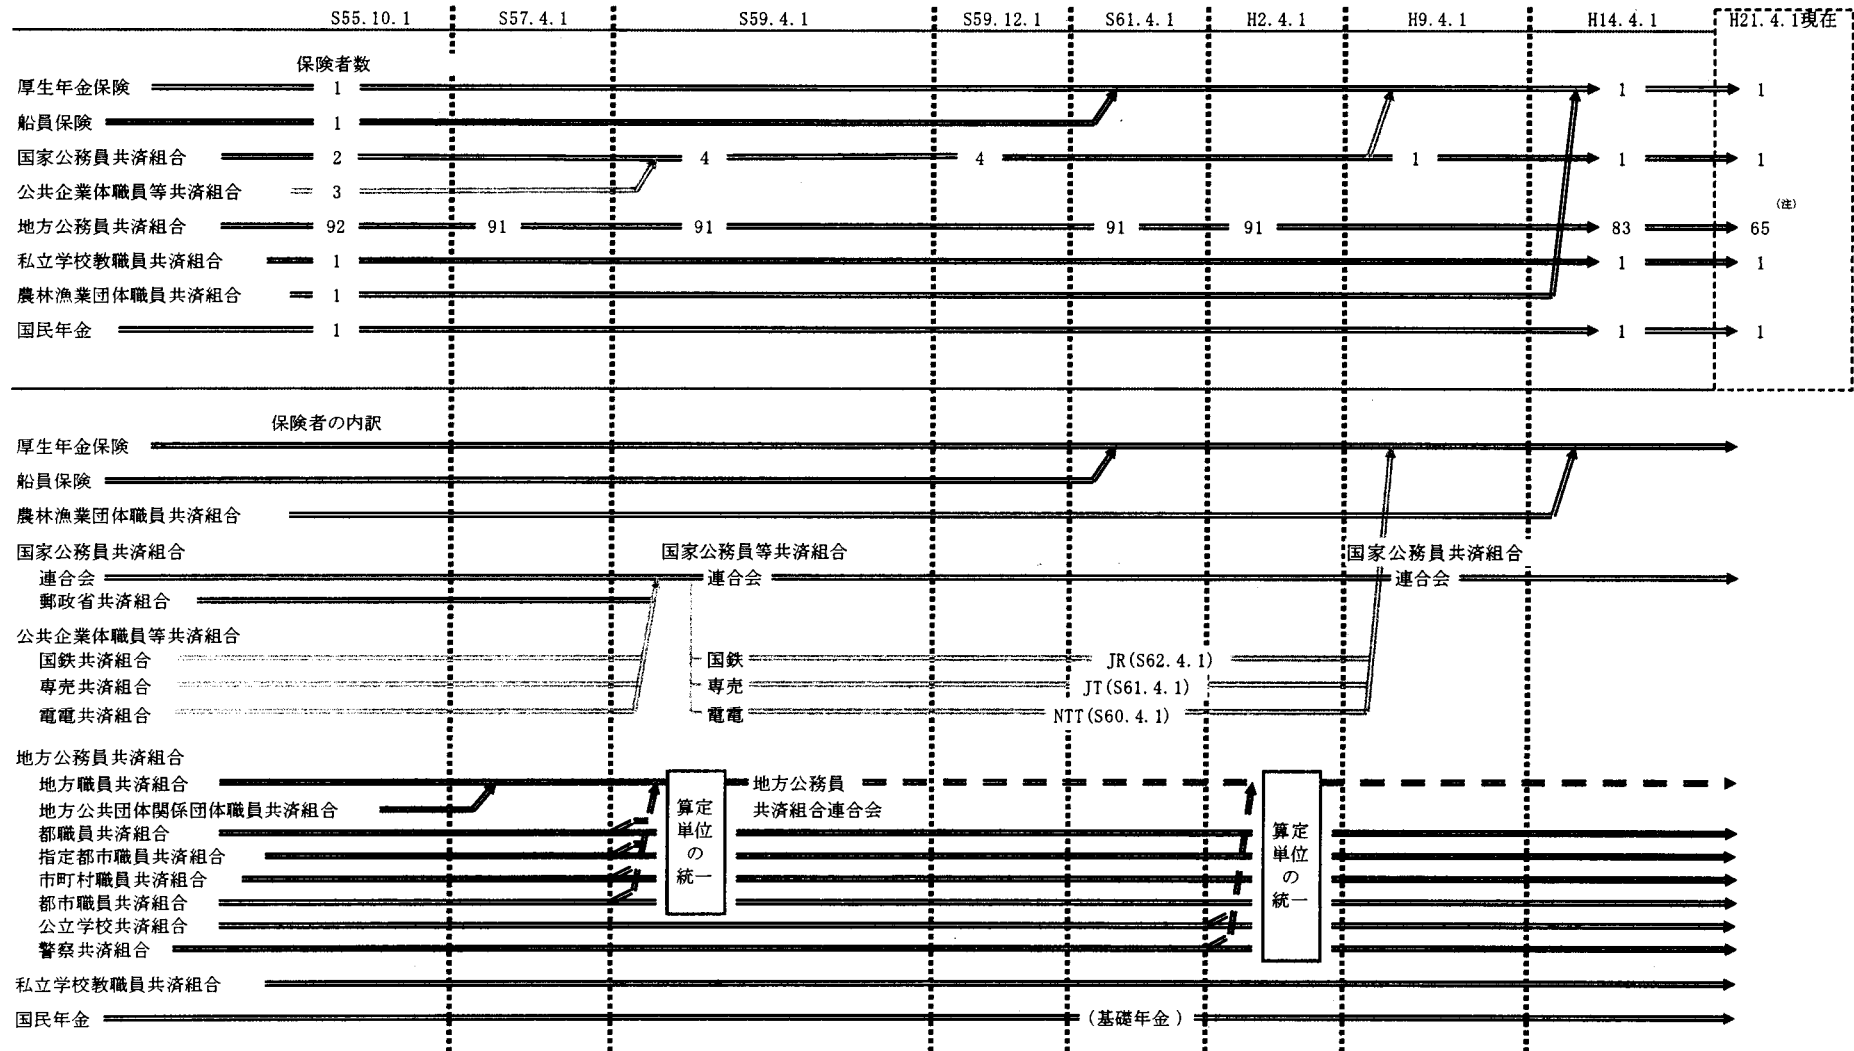 S55.10.1 S57.4.1 S59.4.1 S59.12.1 S61.4.1 H2.4.1 H9.4.1 H14.4.1 H21.4.1現在
保険者数
厚生年金保険 1 1 1
船員保険 1
国家公務員共済組合 2 4 4 1 1 1
公共企業体職員等共済組合 3
(注)
地方公務員共済組合 92 91 91 91 91 83 65
私立学校教職員共済組合 1 1 1
農林漁業団体職員共済組合 1
国民年金 1 1 1
保険者の内訳
厚生年金保険
船員保険
農林漁業団体職員共済組合
国家公務員共済組合 国家公務員等共済組合 国家公務員共済組合
連合会 連合会 連合会
郵政省共済組合
公共企業体職員等共済組合
国鉄共済組合 国鉄 JR(S62.4.1)
専売共済組合 専売 JT(S61.4.1)
電電共済組合 電電 NTT(S60.4.1)
地方公務員共済組合
地方職員共済組合 地方公務員
地方公共団体関係団体職員共済組合 共済組合連合会
都職員共済組合
指定都市職員共済組合
市町村職員共済組合
都市職員共済組合
公立学校共済組合
警察共済組合
算定
単位
の
統一
算定
単位
の
統一
私立学校教職員共済組合
国民年金 (基礎年金)